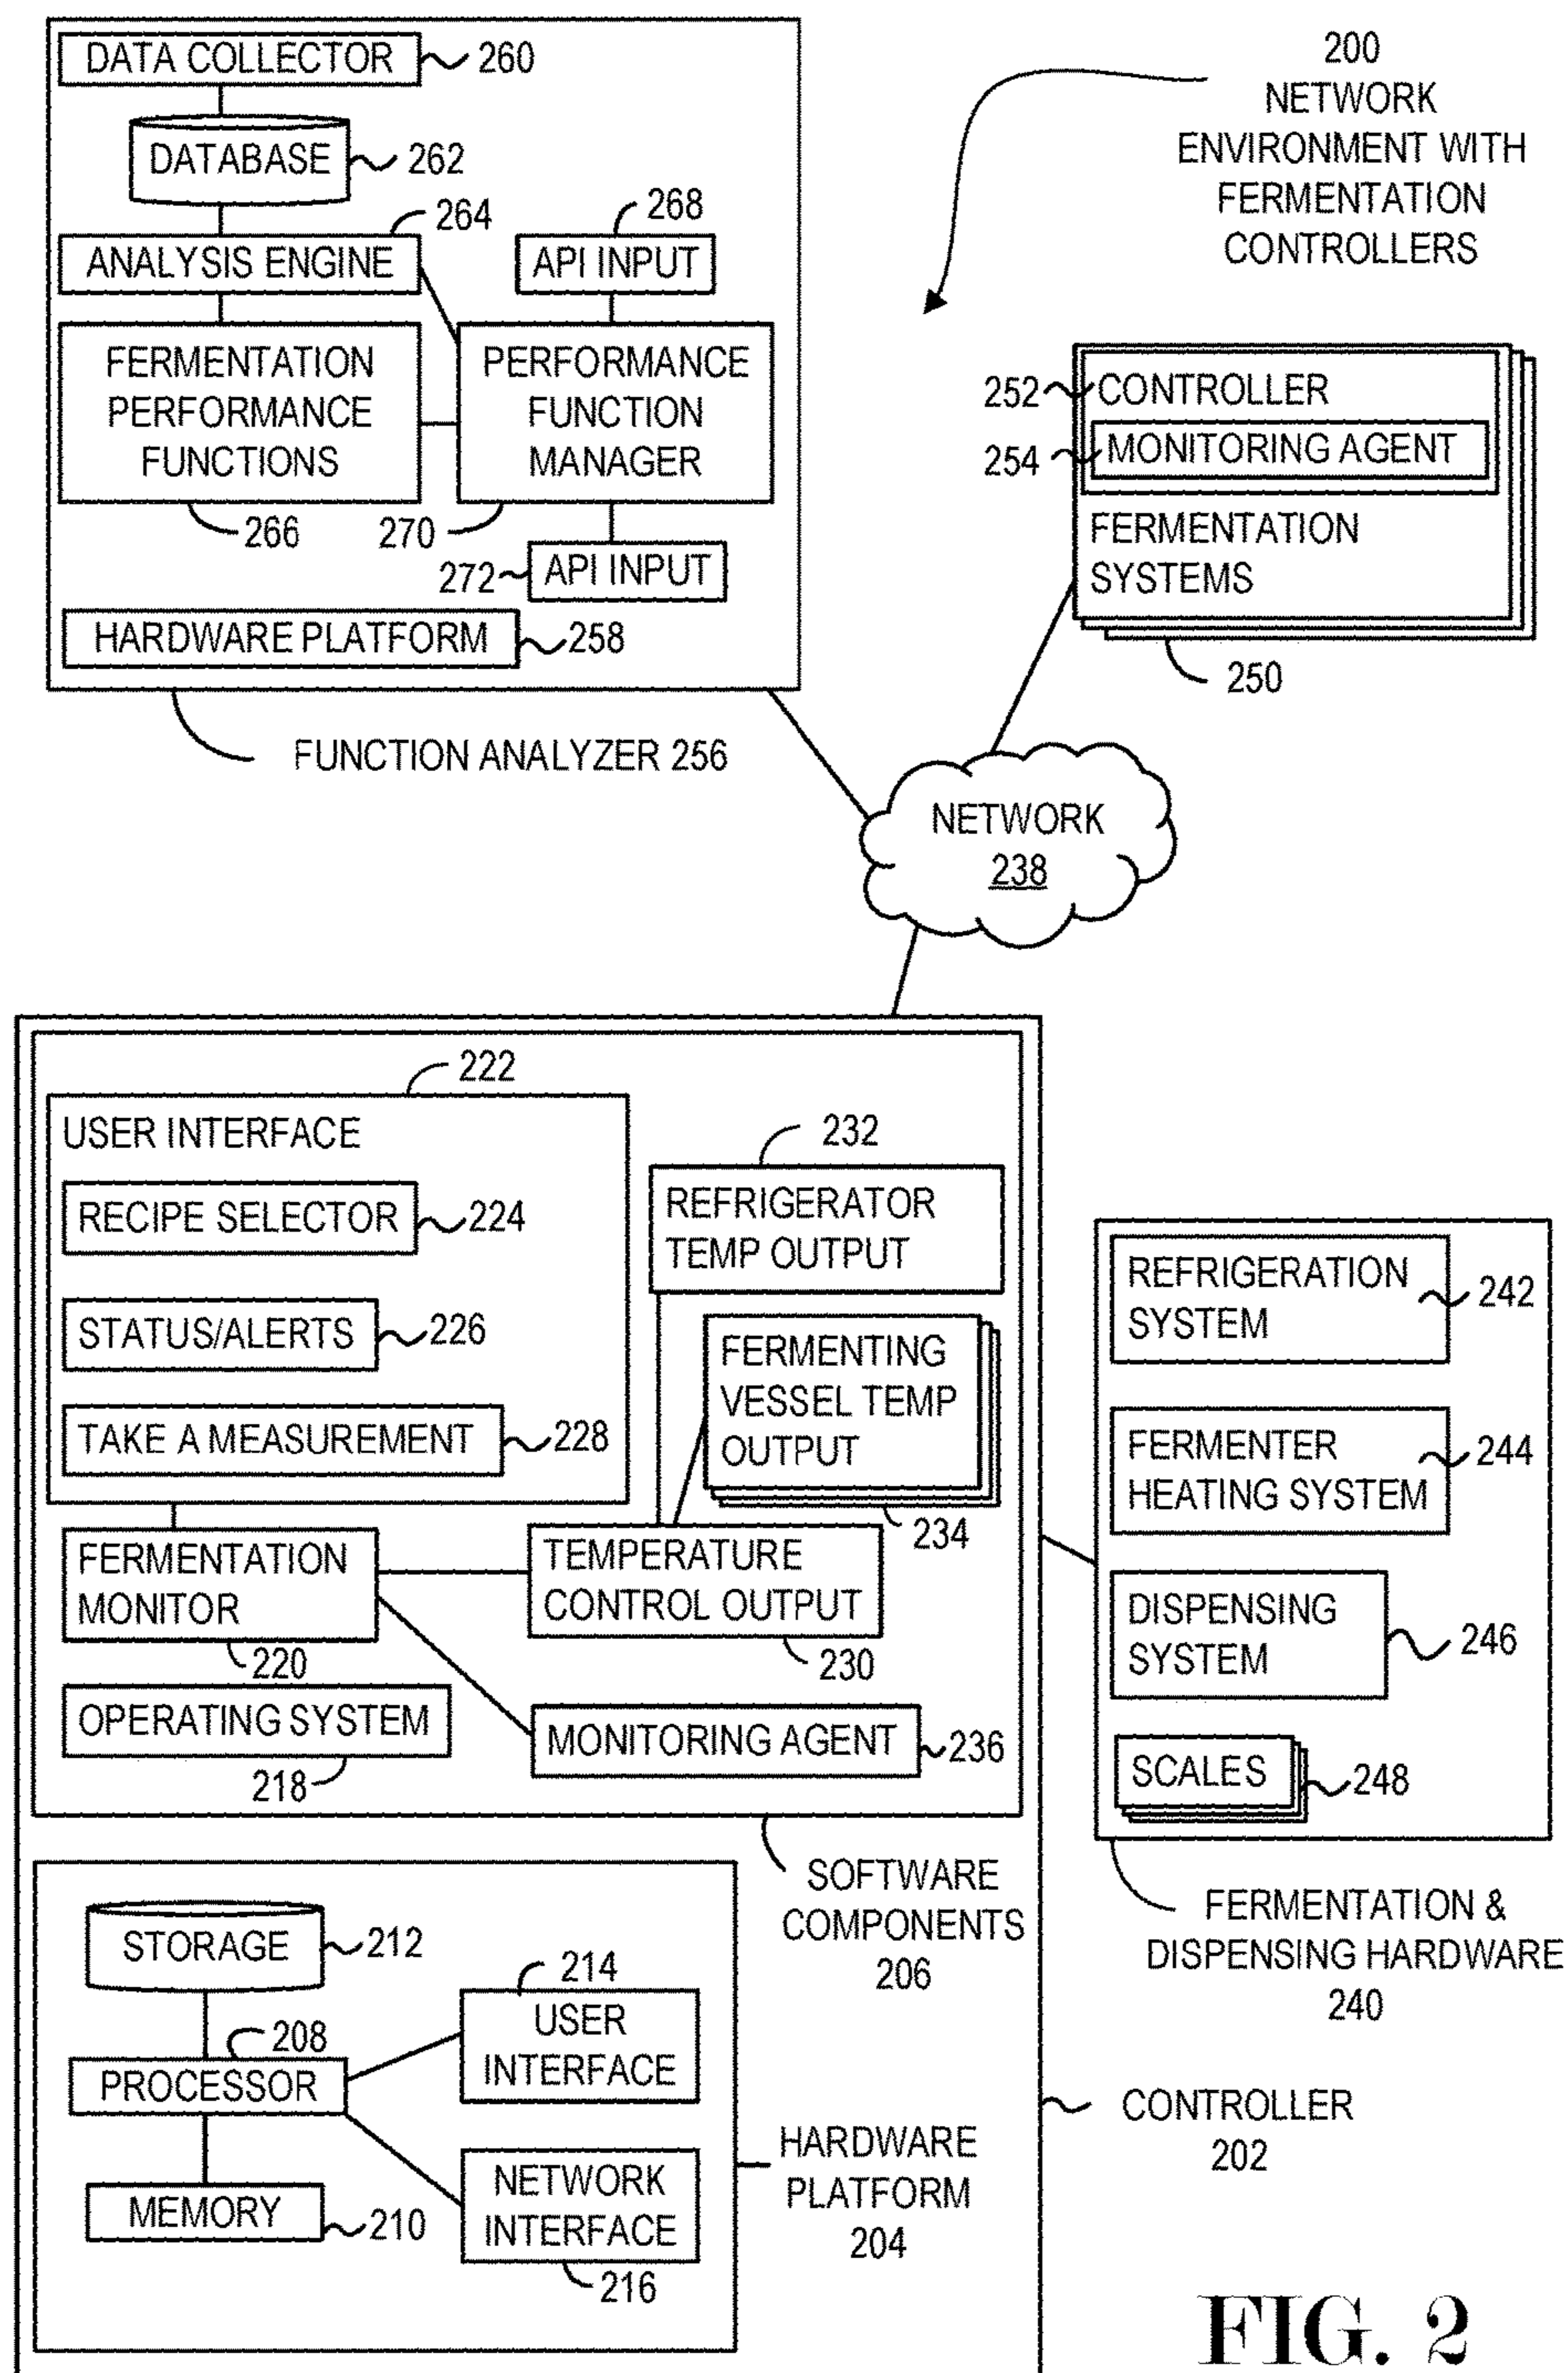 DATA COLLECTOR 260
DATABASE 262
264
ANALYSIS ENGINE
268
API INPUT
FERMENTATION
PERFORMANCE
FUNCTIONS
266
PERFORMANCE
FUNCTION
MANAGER
270
272 API INPUT
HARDWARE PLATFORM 258
FUNCTION ANALYZER 256
200
NETWORK
ENVIRONMENT WITH
FERMENTATION
CONTROLLERS
252 CONTROLLER
254 MONITORING AGENT
FERMENTATION
SYSTEMS
250
NETWORK
238
222
USER INTERFACE
RECIPE SELECTOR 224
STATUS/ALERTS 226
TAKE A MEASUREMENT 228
232
REFRIGERATOR
TEMP OUTPUT
FERMENTING
VESSEL TEMP
OUTPUT
234
FERMENTATION
MONITOR
220
TEMPERATURE
CONTROL OUTPUT
230
OPERATING SYSTEM
218
MONITORING AGENT 236
SOFTWARE
COMPONENTS
206
REFRIGERATION
SYSTEM
242
FERMENTER
HEATING SYSTEM
244
DISPENSING
SYSTEM
246
SCALES 248
FERMENTATION &
DISPENSING HARDWARE
240
STORAGE 212
208
PROCESSOR
MEMORY 210
214
USER
INTERFACE
NETWORK
INTERFACE
216
HARDWARE
PLATFORM
204
CONTROLLER
202
FIG. 2